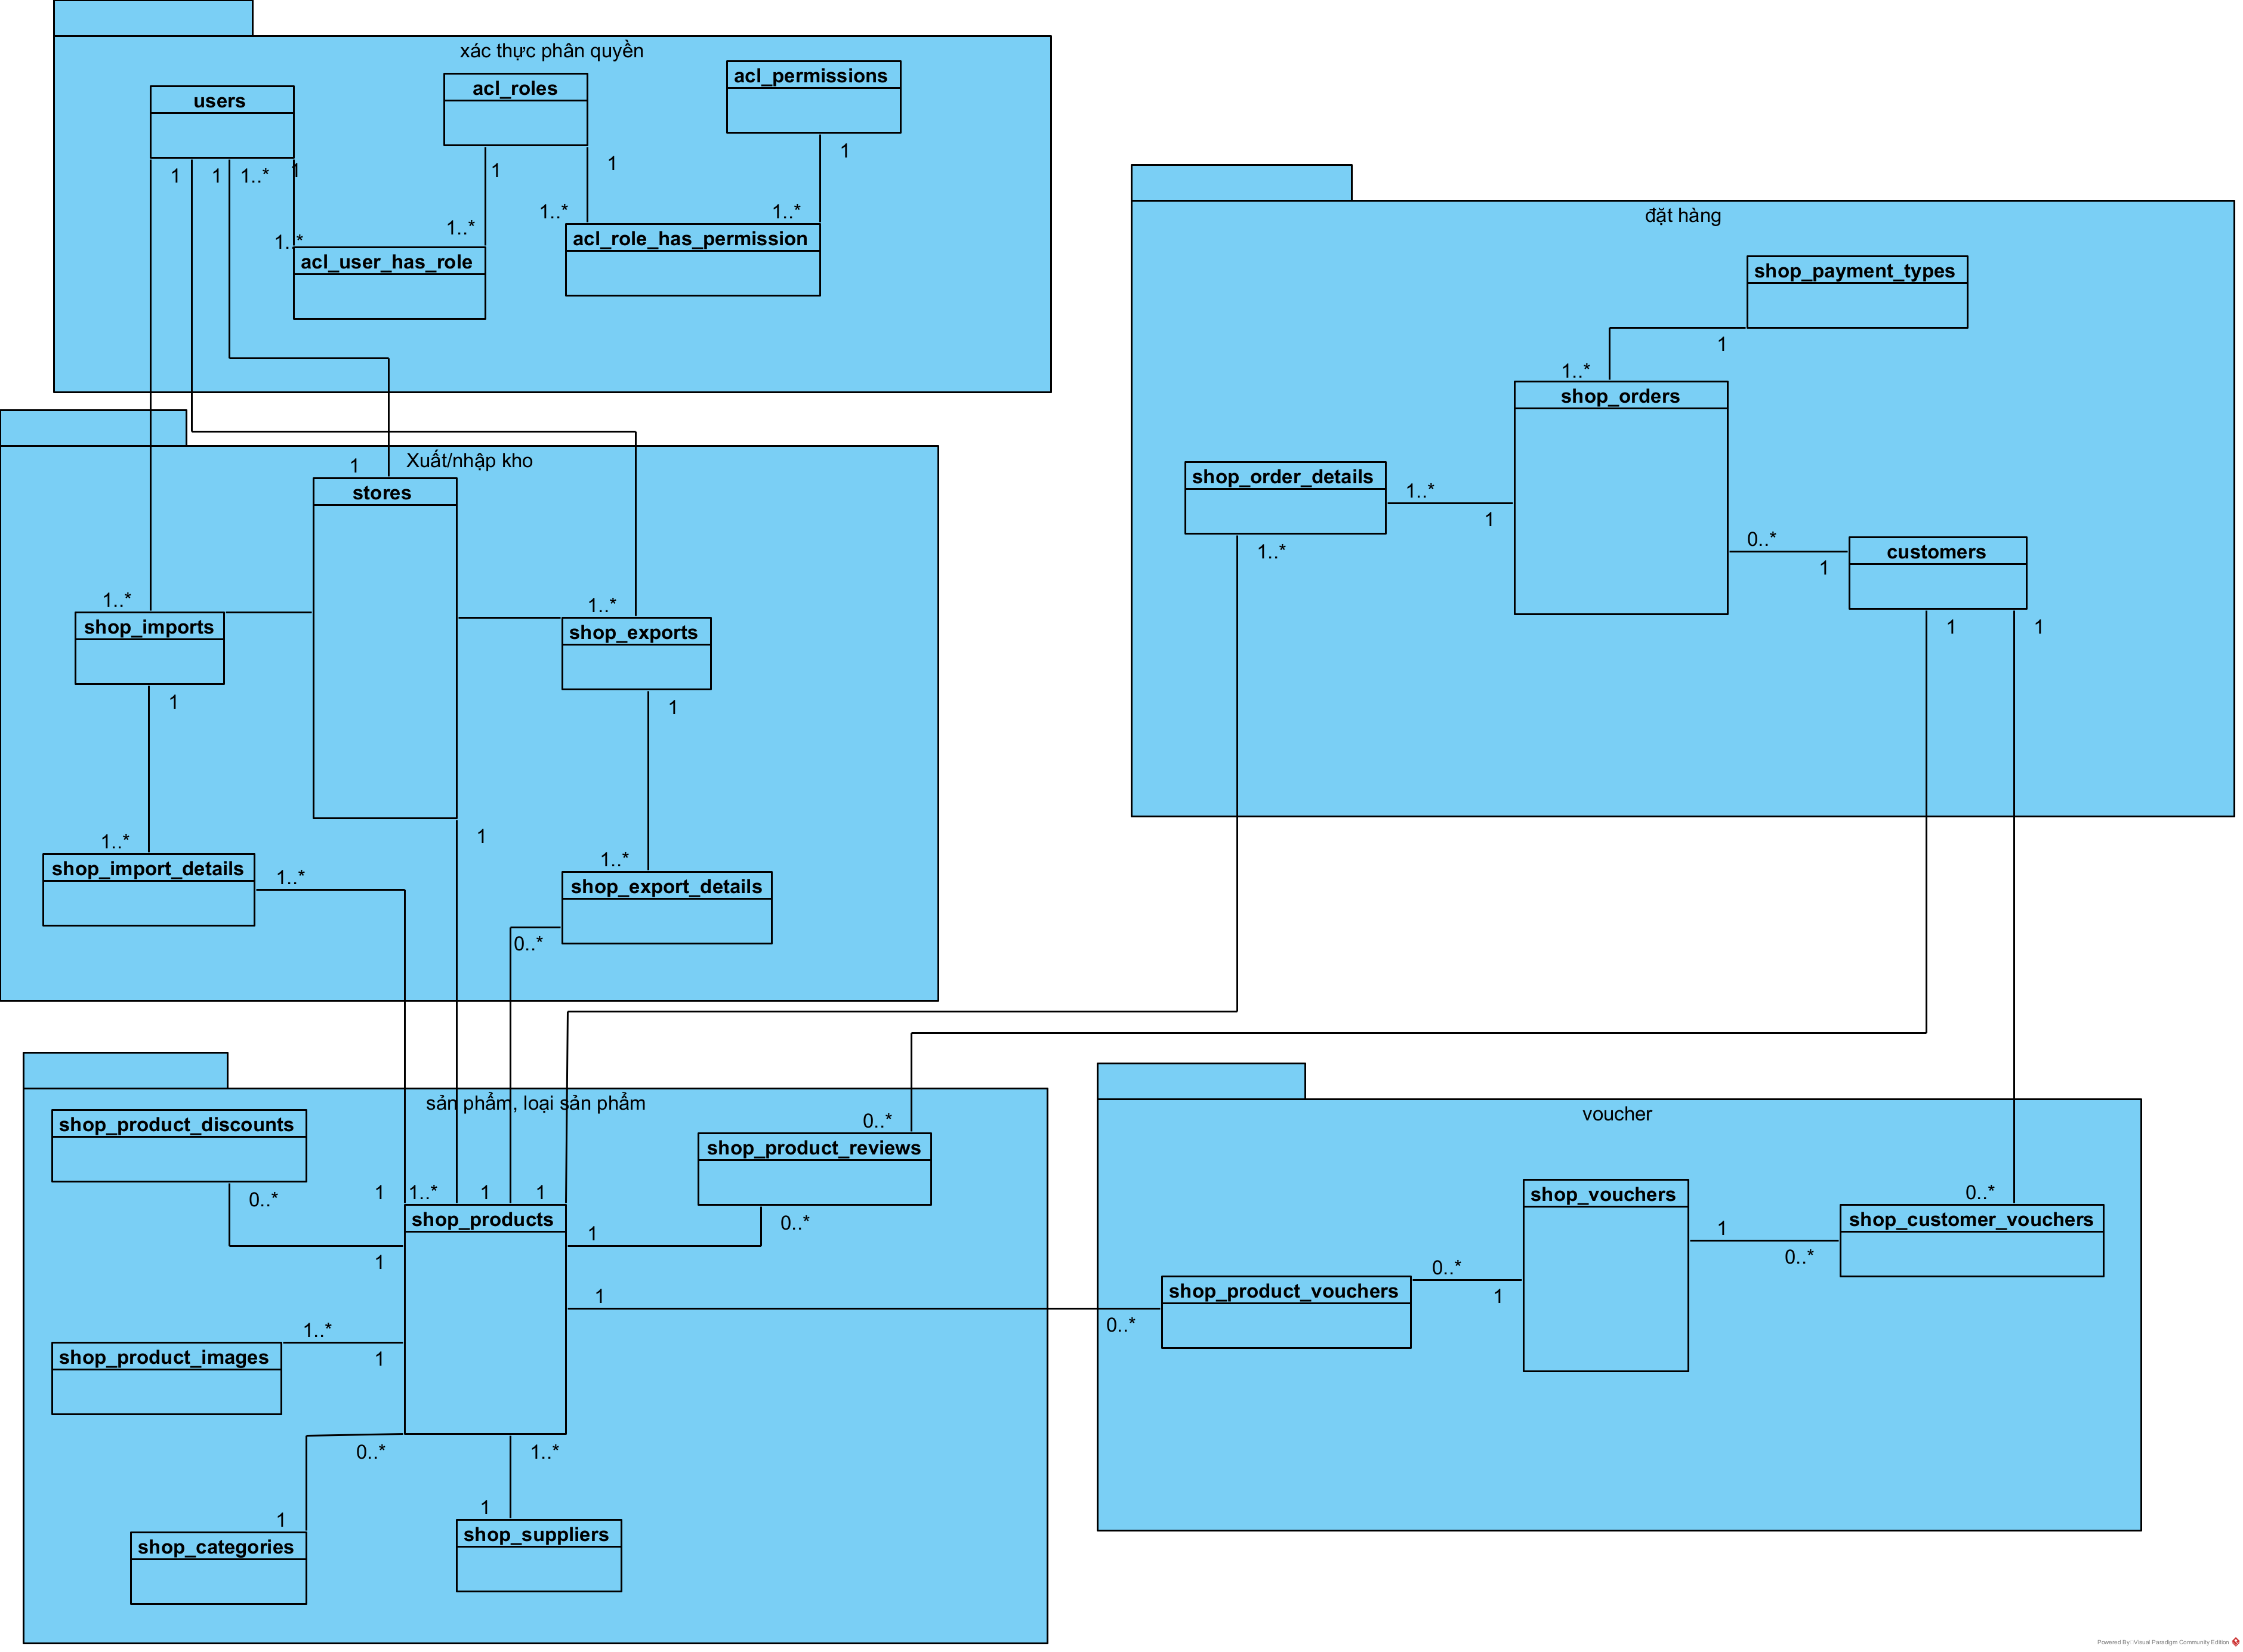 xác thực phân quyền
users
acl_roles
acl_permissions
1
1
1..*
1
1
1
1
1..*
1..*
1..*
1..*
acl_user_has_role
acl_role_has_permission
Xuất/nhập kho
1
stores
1..*
shop_imports
1..*
shop_exports
1
1
1..*
shop_import_details
1..*
1
1..*
shop_export_details
0..*
đặt hàng
shop_payment_types
1
1..*
shop_orders
shop_order_details
1..*
1
1..*
0..*
1
customers
1
1
sản phẩm, loại sản phẩm
shop_product_discounts
0..*
0..*
shop_product_reviews
0..*
1
1..*
1
1
shop_products
1
1
1
1..*
1
shop_product_images
0..*
1..*
1
1
shop_categories
shop_suppliers
voucher
shop_vouchers
0..*
shop_customer_vouchers
1
0..*
0..*
1
shop_product_vouchers
0..*
Powered By: Visual Paradigm Community Edition